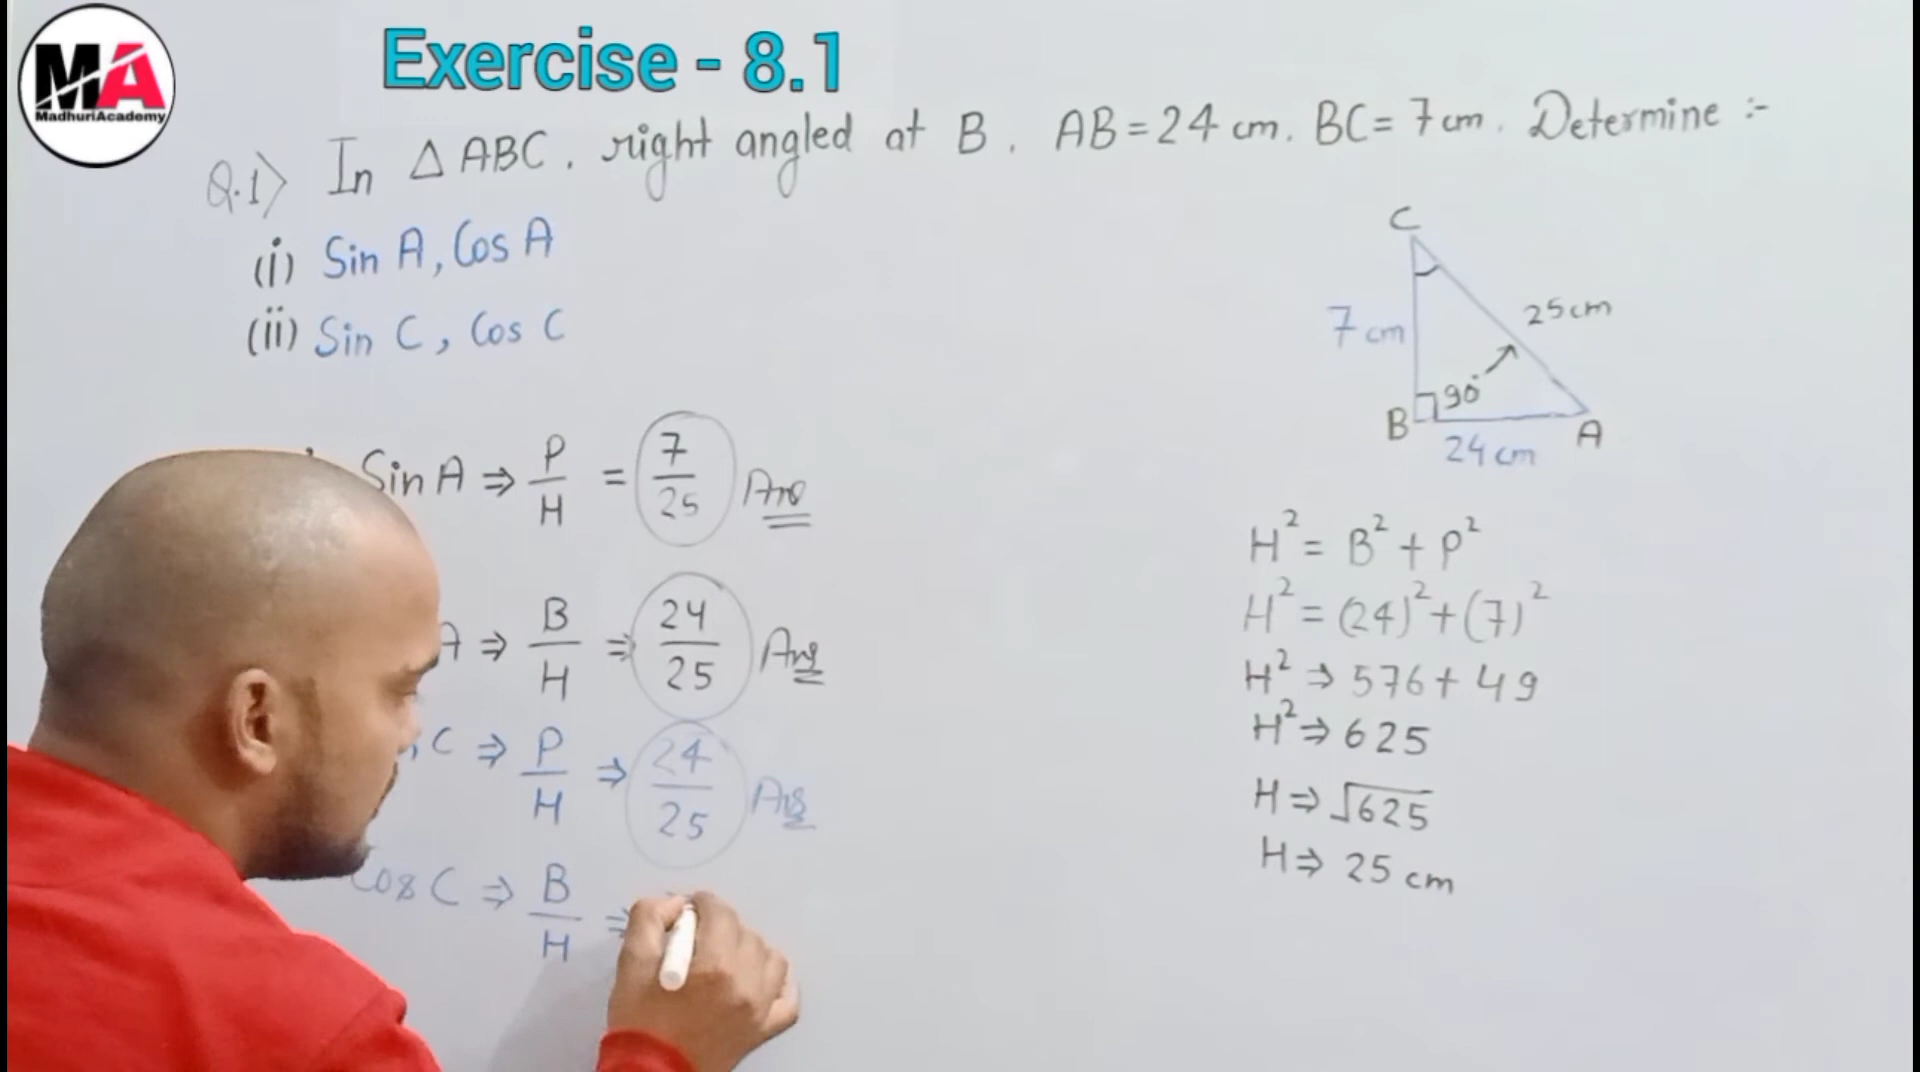 MA
MadhuriAcademy
Exercise - 8.1
Q.1) In △ ABC. right angled at B. AB = 24 cm. BC = 7 cm. Determine :-
(i) Sin A, Cos A
(ii) Sin C, Cos C
C
7 cm
25 cm
90°
B
24 cm
A
Sin A ⇒ P/H = 7/25 Ans
A ⇒ B/H ⇒ 24/25 Ans
C ⇒ P/H ⇒ 24/25 Ans
Cos C ⇒ B/H ⇒
H² = B² + P²
H² = (24)² + (7)²
H² ⇒ 576 + 49
H² ⇒ 625
H ⇒ √625
H ⇒ 25 cm